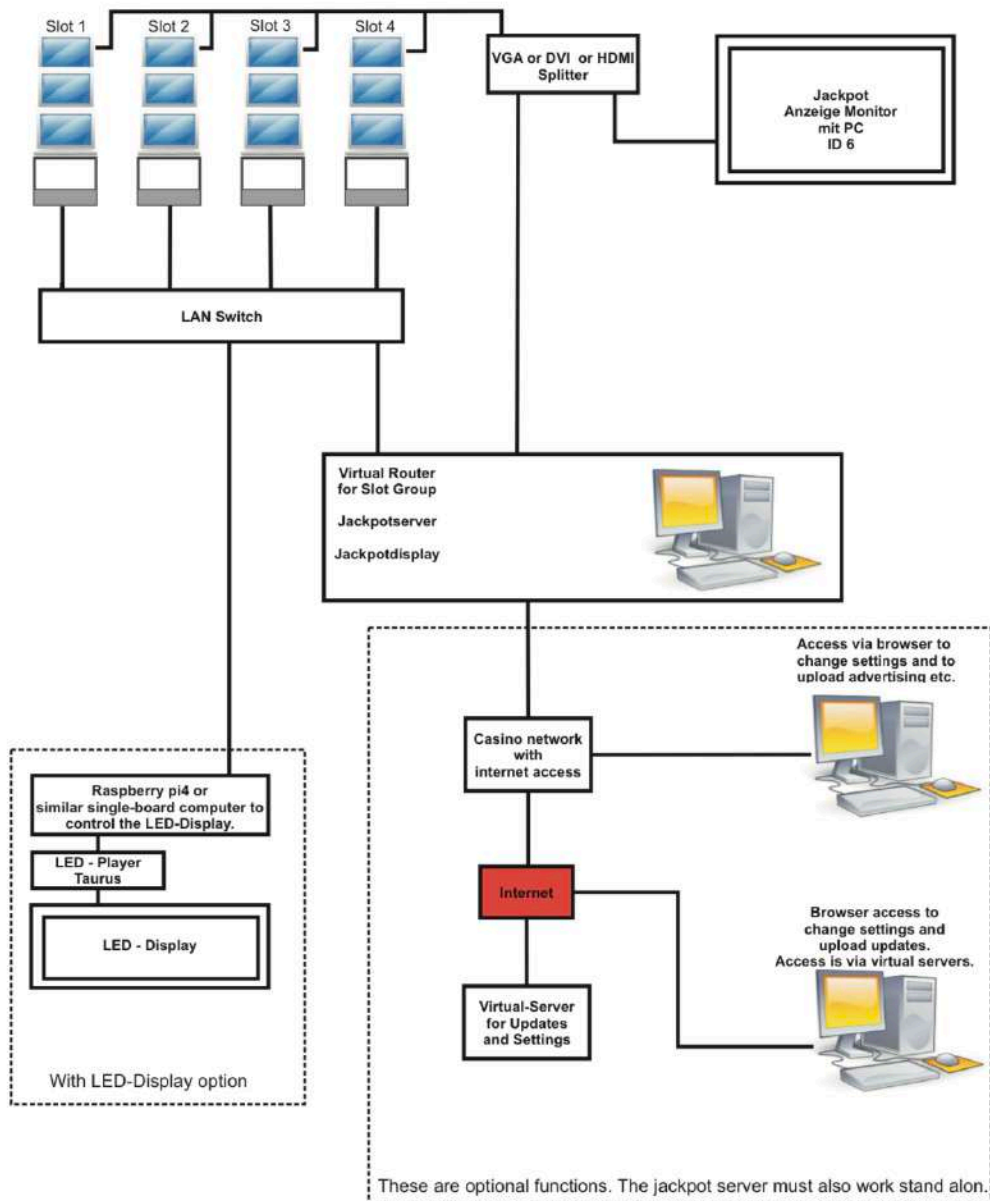 Slot 1
Slot 2
Slot 3
Slot 4
VGA or DVI or HDMI
Splitter
Jackpot
Anzeige Monitor
mit PC
ID 6
LAN Switch
Virtual Router
for Slot Group
Jackpotserver
Jackpotdisplay
Access via browser to
change settings and to
upload advertising etc.
Casino network
with
internet access
Raspberry pi4 or
similar single-board computer to
control the LED-Display.
LED - Player
Taurus
LED - Display
With LED-Display option
Internet
Browser access to
change settings and
upload updates.
Access is via virtual servers.
Virtual-Server
for Updates
and Settings
These are optional functions. The jackpot server must also work stand alon.